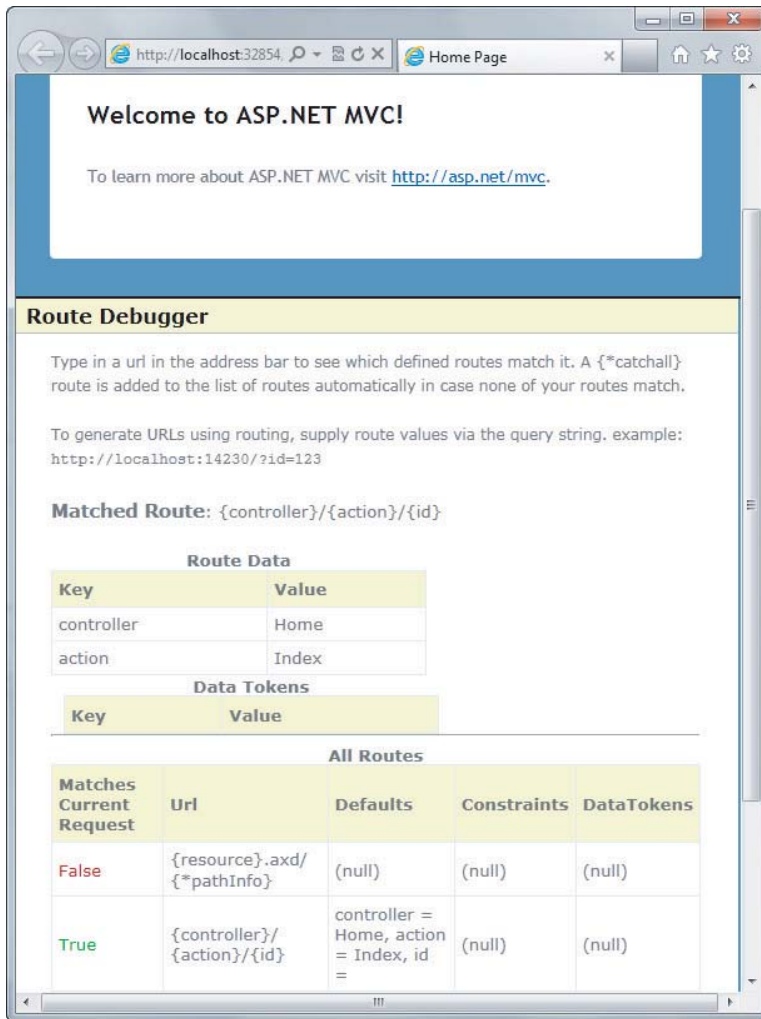 http://localhost:32854,
Home Page
Welcome to ASP.NET MVC!
To learn more about ASP.NET MVC visit http://asp.net/mvc.
Route Debugger
Type in a url in the address bar to see which defined routes match it. A {*catchall}
route is added to the list of routes automatically in case none of your routes match.
To generate URLs using routing, supply route values via the query string. example:
http://localhost:14230/?id=123
Matched Route: {controller}/{action}/{id}
Route Data
Key Value
controller Home
action Index
Data Tokens
Key Value
All Routes
Matches
Current
Request
Url
Defaults
Constraints
DataTokens
False
{resource}.axd/
{*pathInfo}
(null)
(null)
(null)
True
{controller}/
{action}/{id}
controller =
Home, action
= Index, id
=
(null)
(null)